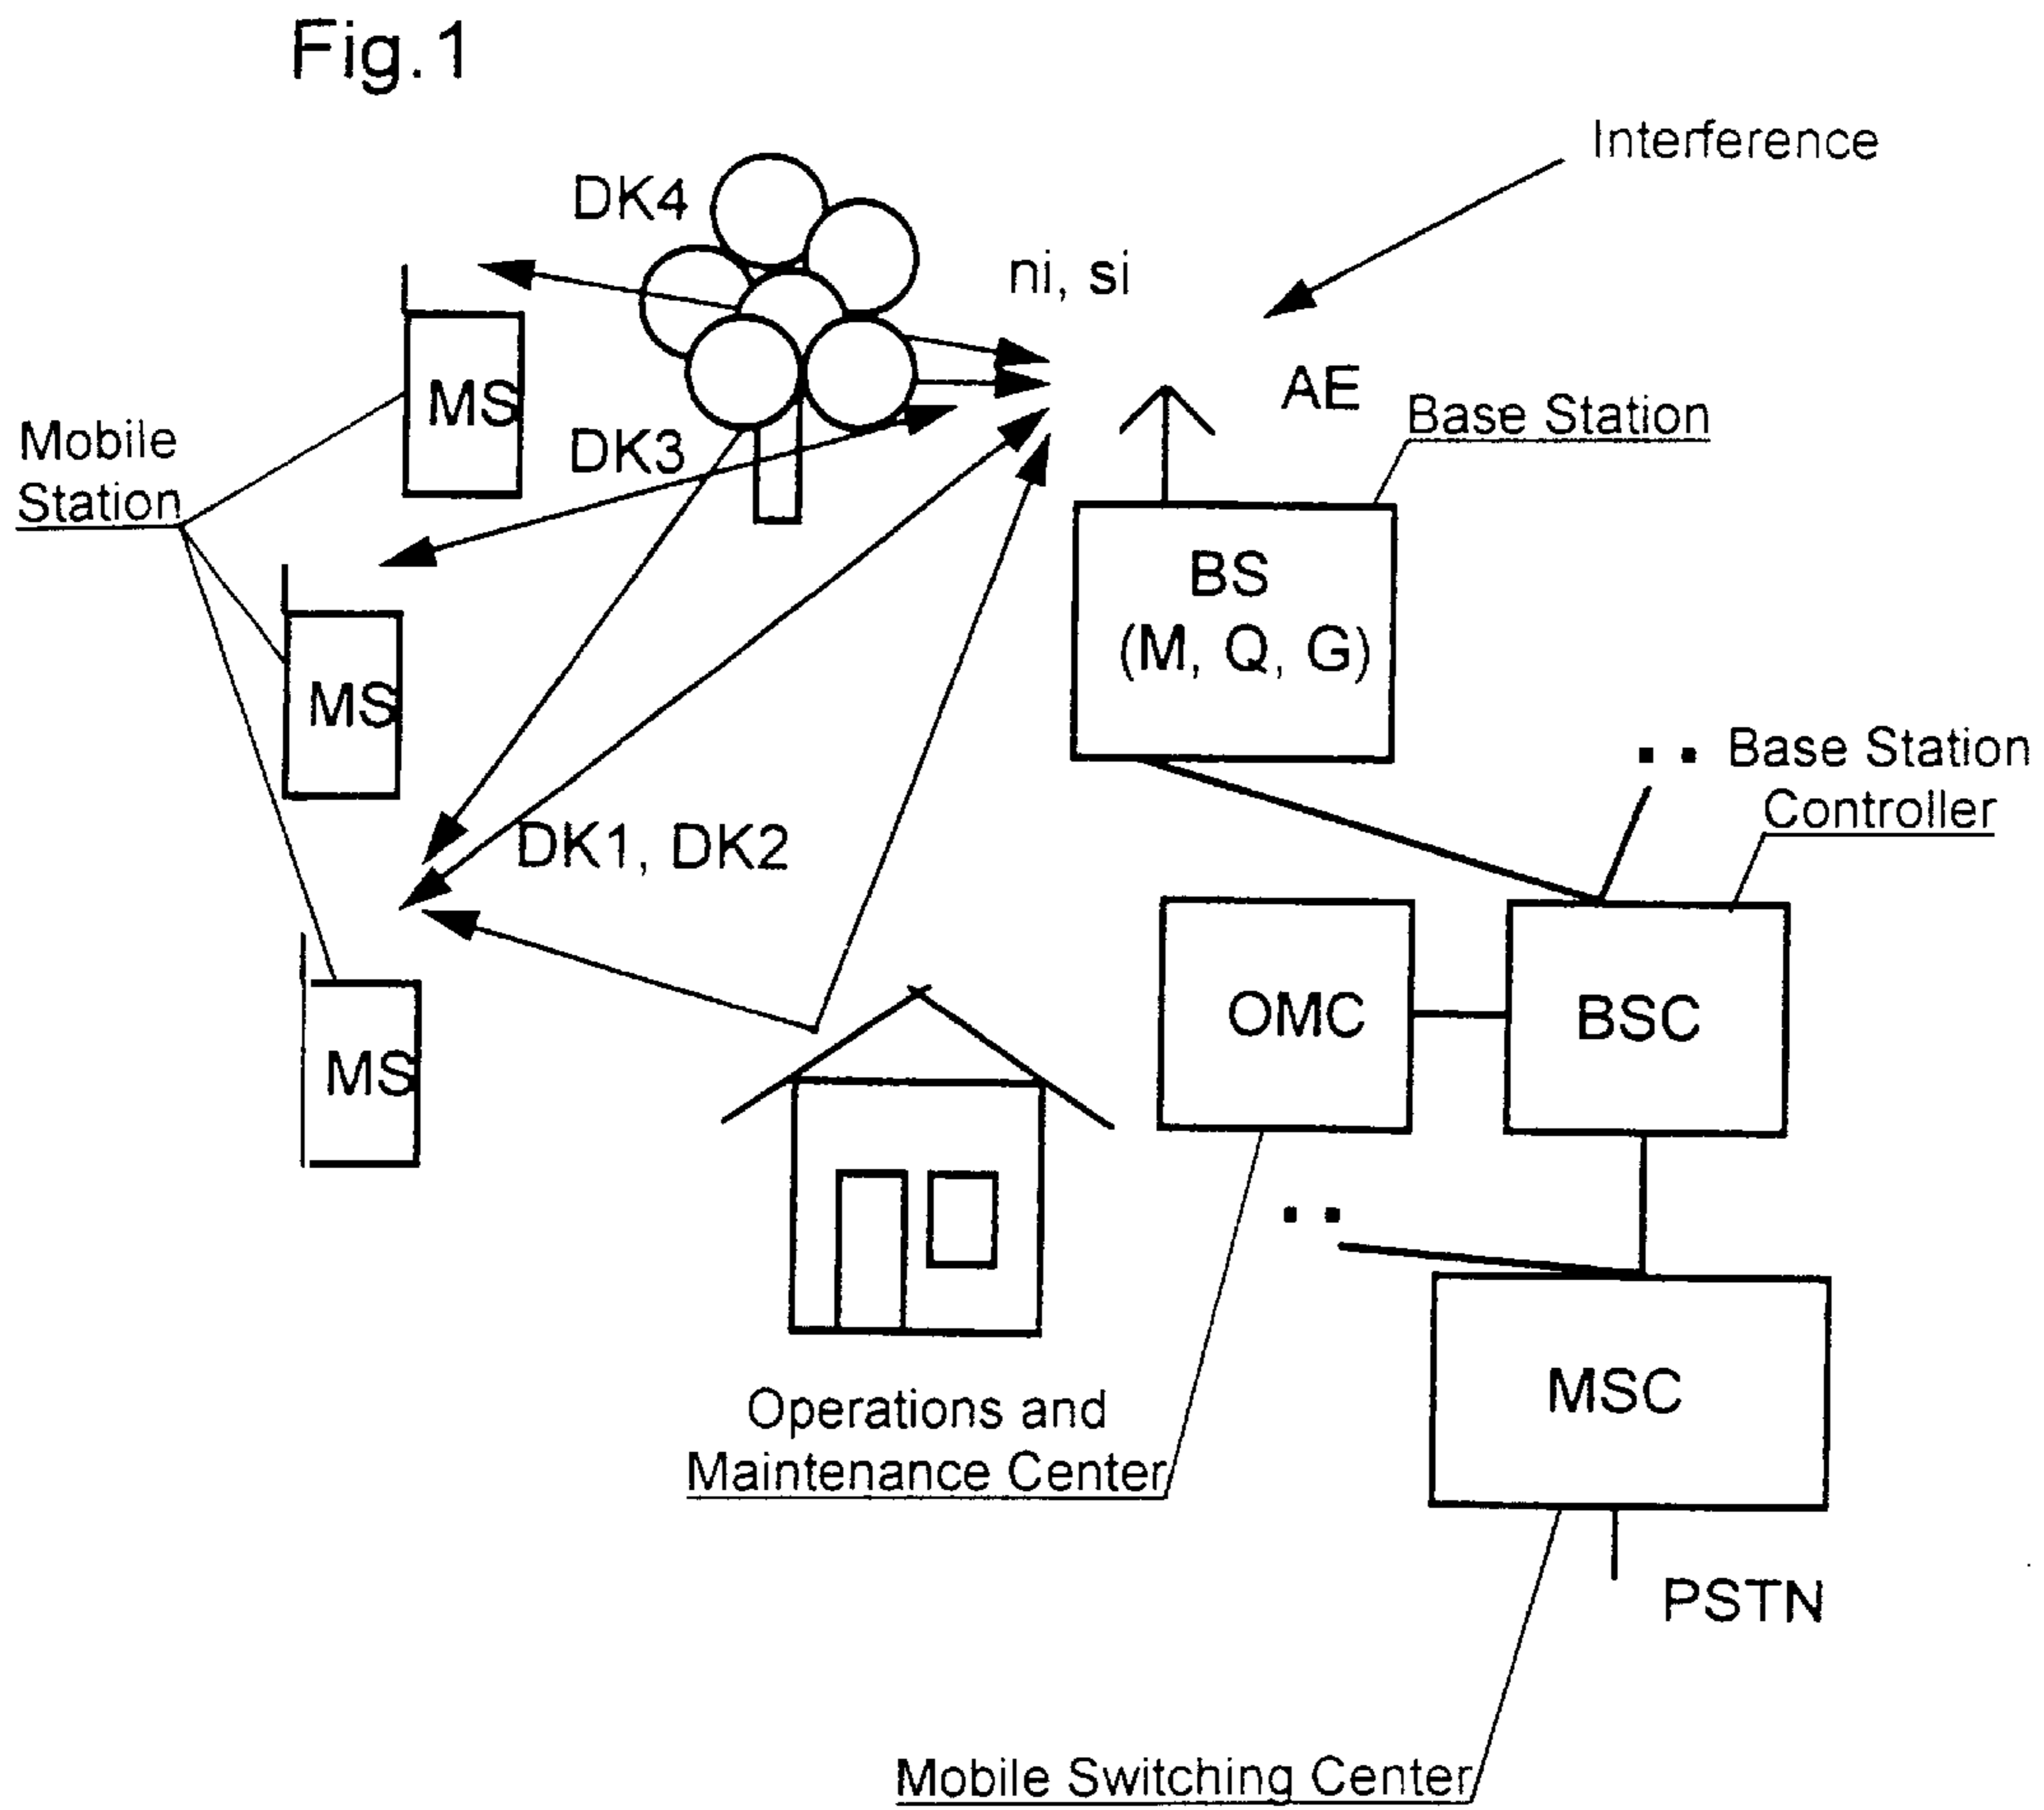 Fig.1
Interference
DK4
ni, si
MS
AE
Base Station
Mobile
Station
DK3
BS
(M, Q, G)
MS
Base Station
Controller
DK1, DK2
OMC
BSC
MS
MSC
Operations and
Maintenance Center
PSTN
Mobile Switching Center